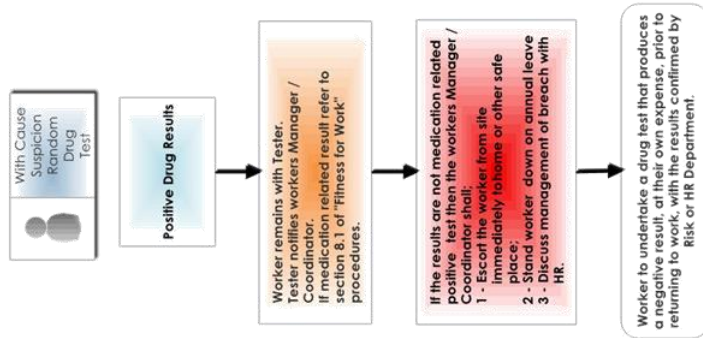 With Cause
Suspicion
Random
Drug
Test
Positive Drug Results
Worker remains with Tester.
Tester notifies workers Manager /
Coordinator.
If medication related result refer to
section 8.1 of "Fitness for Work"
procedures.
If the results are not medication related
positive test then the workers Manager /
Coordinator shall;
1 - Escort the worker from site
immediately to home or other safe
place;
2 - Stand worker down on annual leave
3 - Discuss management of breach with
HR.
Worker to undertake a drug test that produces
a negative result, at their own expense, prior to
returning to work, with the results confirmed by
Risk or HR Department.